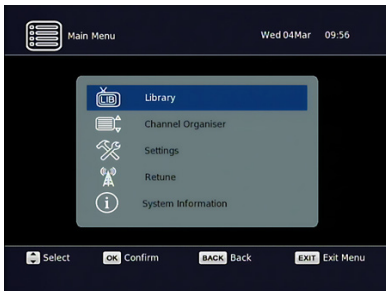 Main Menu Wed 04Mar 09:56
LIB Library
Channel Organiser
Settings
Retune
i System Information
Select OK Confirm BACK Back EXIT Exit Menu